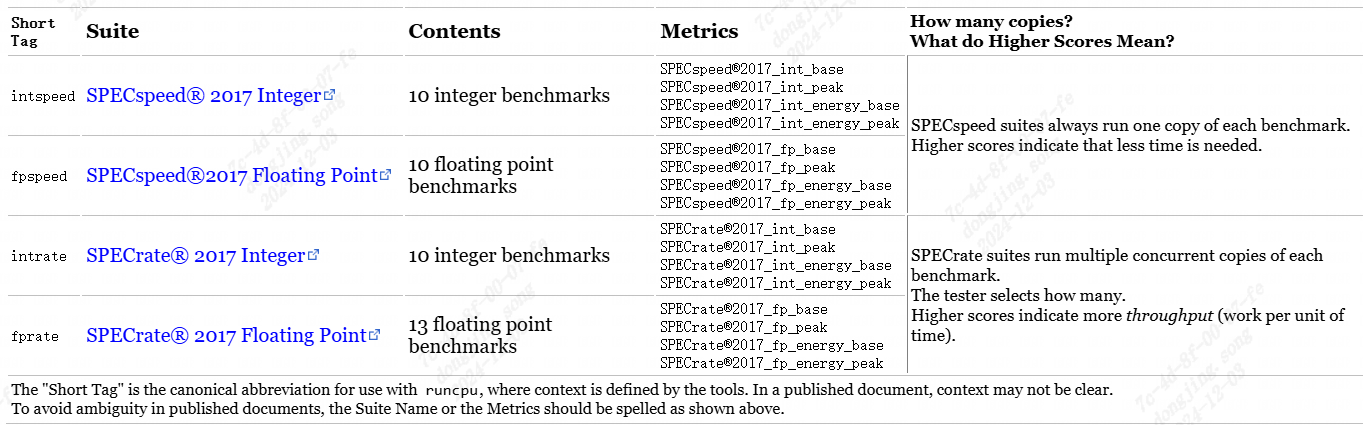 Short
Tag
Suite
Contents
Metrics
How many copies?
What do Higher Scores Mean?
intspeed
SPECspeed® 2017 Integer
10 integer benchmarks
SPECspeed®2017_int_base
SPECspeed®2017_int_peak
SPECspeed®2017_int_energy_base
SPECspeed®2017_int_energy_peak
SPECspeed suites always run one copy of each benchmark.
Higher scores indicate that less time is needed.
fpspeed
SPECspeed®2017 Floating Point
10 floating point
benchmarks
SPECspeed®2017_fp_base
SPECspeed®2017_fp_peak
SPECspeed®2017_fp_energy_base
SPECspeed®2017_fp_energy_peak
intrate
SPECrate® 2017 Integer
10 integer benchmarks
SPECrate®2017_int_base
SPECrate®2017_int_peak
SPECrate®2017_int_energy_base
SPECrate®2017_int_energy_peak
SPECrate suites run multiple concurrent copies of each
benchmark.
The tester selects how many.
Higher scores indicate more throughput (work per unit of
time).
fprate
SPECrate® 2017 Floating Point
13 floating point
benchmarks
SPECrate®2017_fp_base
SPECrate®2017_fp_peak
SPECrate®2017_fp_energy_base
SPECrate®2017_fp_energy_peak
The "Short Tag" is the canonical abbreviation for use with runcpu, where context is defined by the tools. In a published document, context may not be clear.
To avoid ambiguity in published documents, the Suite Name or the Metrics should be spelled as shown above.